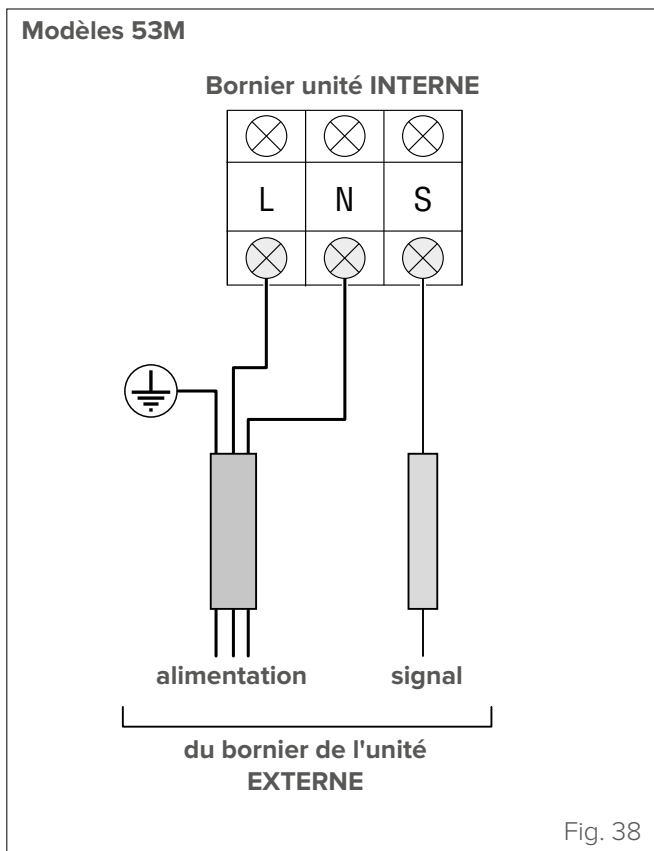 Modèles 53M
Bornier unité INTERNE
L N S
alimentation signal
du bornier de l'unité
EXTERNE
Fig. 38